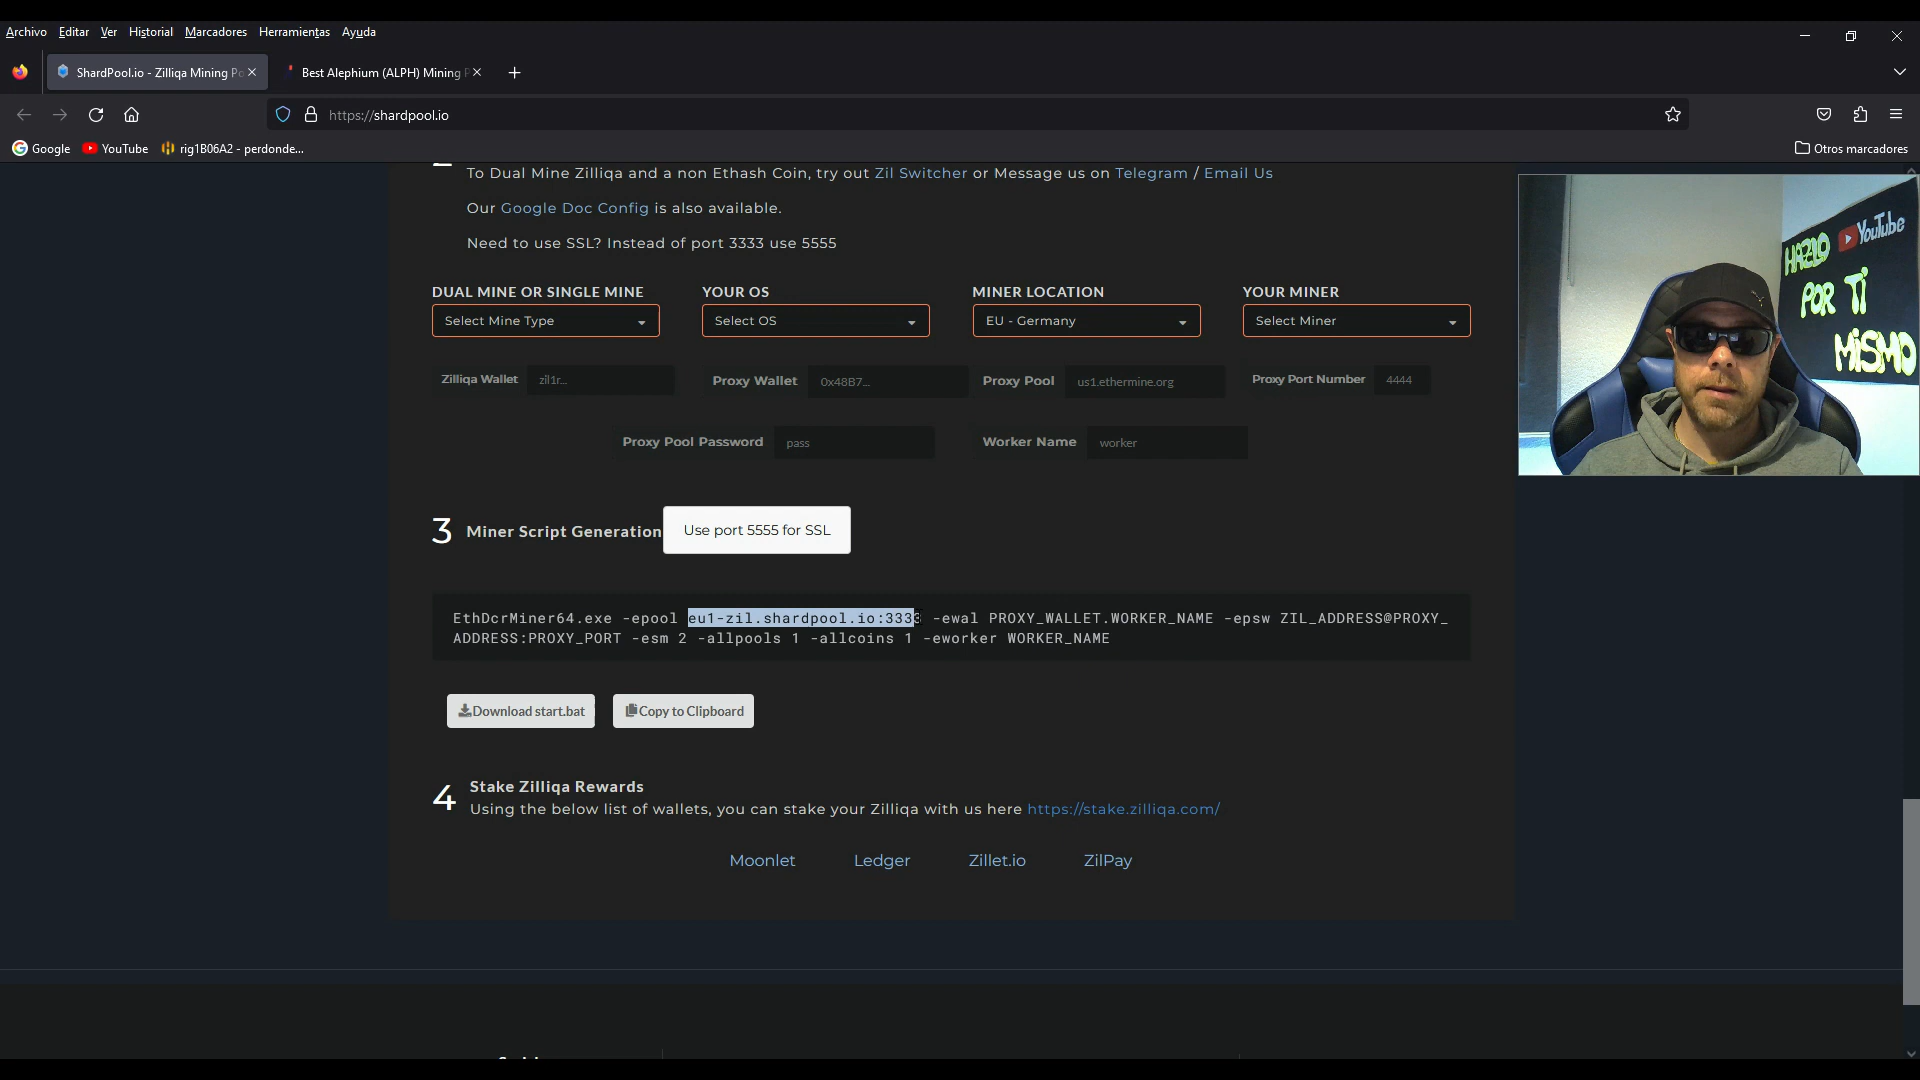 Archivo Editar Ver Historial Marcadores Herramientas Ayuda
ShardPool.io - Zilliqa Mining Po
Best Alephium (ALPH) Mining P
https://shardpool.io
Google YouTube rig1B06A2 - perdonde... Otros marcadores
To Dual Mine Zilliqa and a non Ethash Coin, try out Zil Switcher or Message us on Telegram / Email Us
Our Google Doc Config is also available.
Need to use SSL? Instead of port 3333 use 5555
DUAL MINE OR SINGLE MINE YOUR OS MINER LOCATION YOUR MINER
Select Mine Type Select OS EU - Germany Select Miner
Zilliqa Wallet zil1r... Proxy Wallet 0x48B7... Proxy Pool us1.ethermine.org Proxy Port Number 4444
Proxy Pool Password pass Worker Name worker
3 Miner Script Generation Use port 5555 for SSL
EthDcrMiner64.exe -epool eu1-zil.shardpool.io:3333 -ewal PROXY_WALLET.WORKER_NAME -epsw ZIL_ADDRESS@PROXY_
ADDRESS:PROXY_PORT -esm 2 -allpools 1 -allcoins 1 -eworker WORKER_NAME
Download start.bat Copy to Clipboard
4 Stake Zilliqa Rewards
Using the below list of wallets, you can stake your Zilliqa with us here https://stake.zilliqa.com/
Moonlet Ledger Zillet.io ZilPay
HAZLO YouTube
POR TI
MiSMO